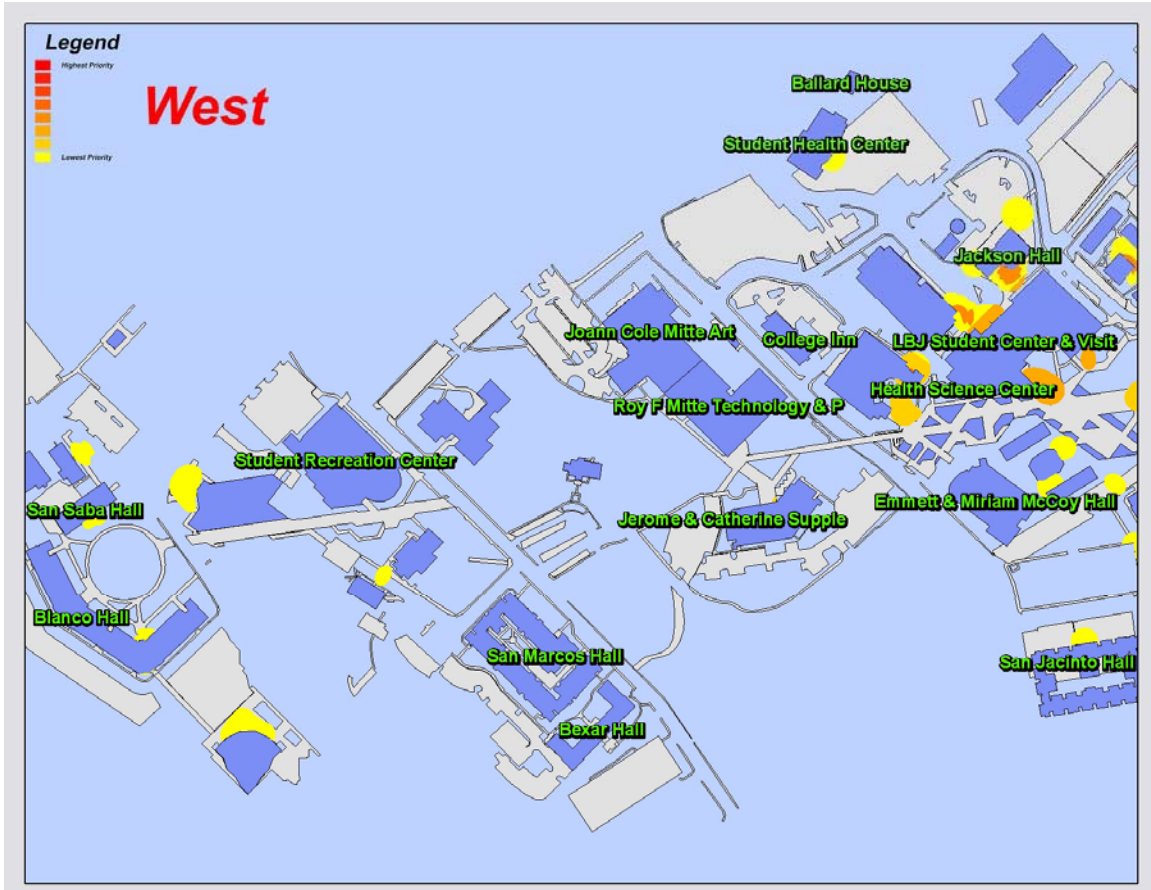 Legend
Highest Priority
West
Lowest Priority
Ballard House
Student Health Center
Jackson Hall
Joann Cole Mitte Art
College Inn
LBJ Student Center & Visit
Health Science Center
Roy F Mitte Technology & P
Student Recreation Center
San Saba Hall
Emmett & Miriam McCoy Hall
Jerome & Catherine Supple
Blanco Hall
San Marcos Hall
San Jacinto Hall
Bexar Hall